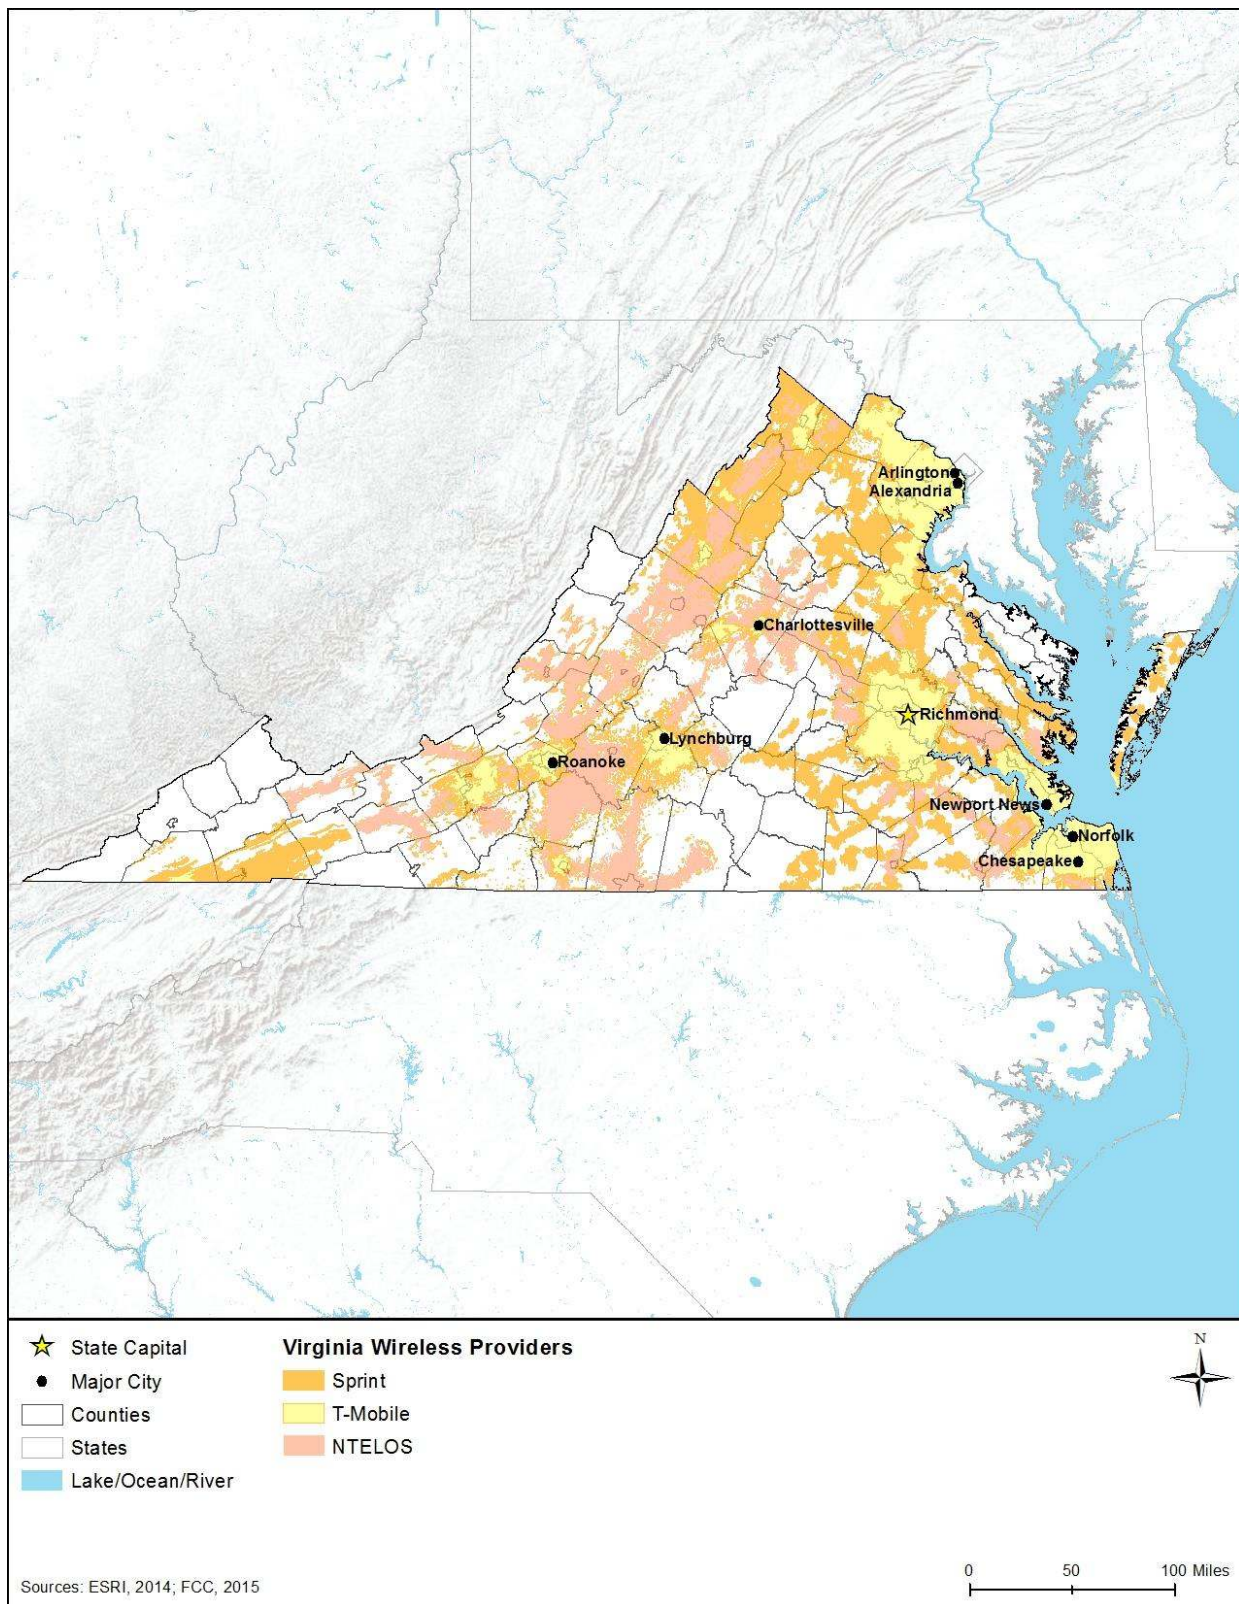 Arlington
Alexandria
Charlottesville
Richmond
Lynchburg
Roanoke
Newport News
Norfolk
Chesapeake
State Capital
Major City
Counties
States
Lake/Ocean/River
Virginia Wireless Providers
Sprint
T-Mobile
NTELOS
N
Sources: ESRI, 2014; FCC, 2015
0 50 100 Miles